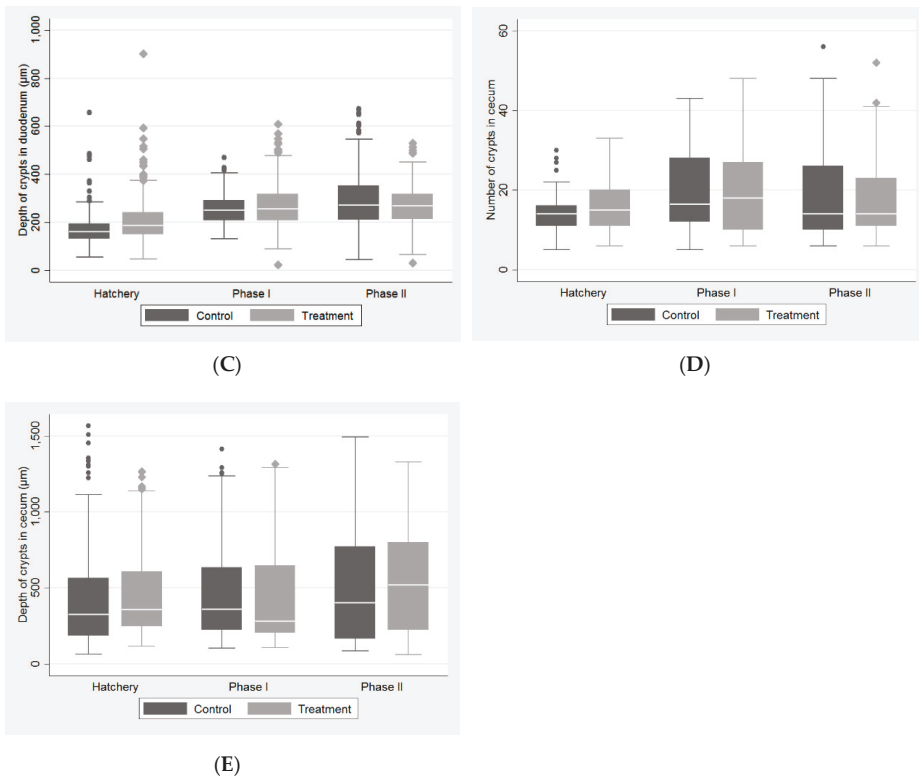 1,000
800
600
400
200
0
Depth of crypts in duodenum (µm)
Hatchery Phase I Phase II
Control Treatment
(C)
60
40
20
0
Number of crypts in cecum
Hatchery Phase I Phase II
Control Treatment
(D)
1,500
1,000
500
0
Depth of crypts in cecum (µm)
Hatchery Phase I Phase II
Control Treatment
(E)